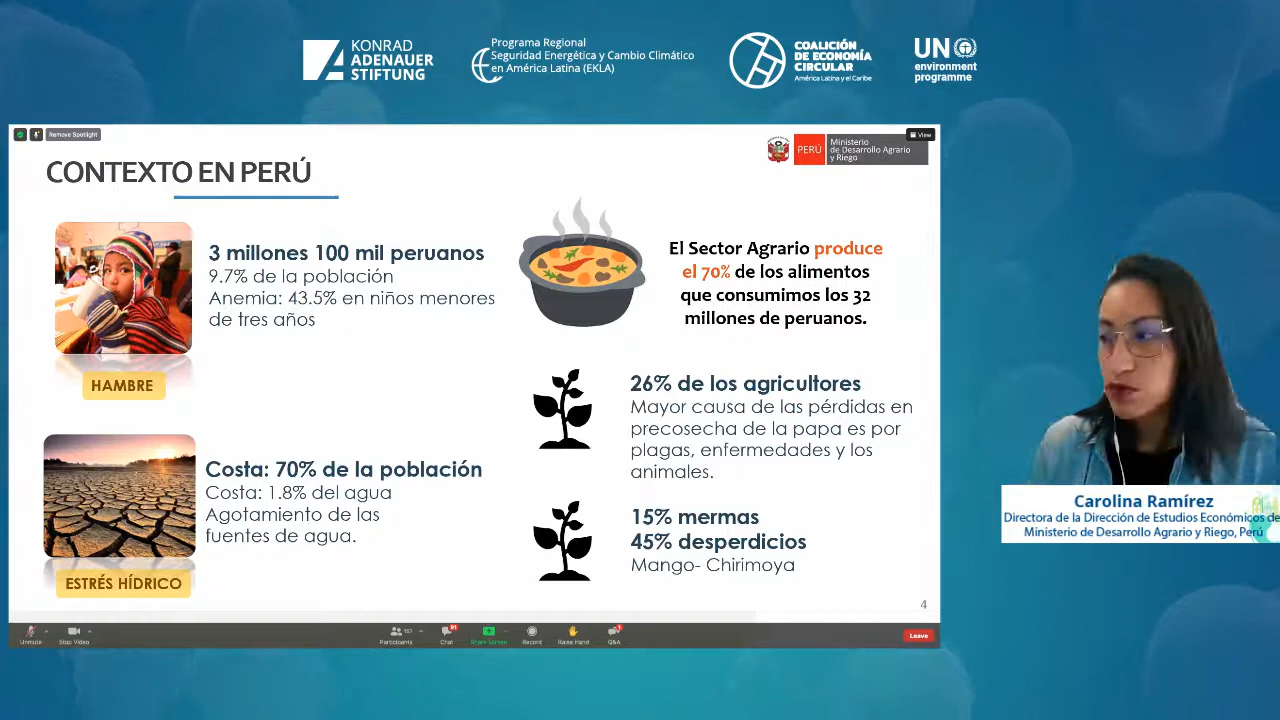 KONRAD
ADENAUER
STIFTUNG
Programa Regional
Seguridad Energética y Cambio Climático
en América Latina (EKLA)
COALICIÓN
DE ECONOMÍA
CIRCULAR
América Latina y el Caribe
UN
environment
programme
Remove Spotlight
View
PERÚ
Ministerio
de Desarrollo Agrario
y Riego
CONTEXTO EN PERÚ
3 millones 100 mil peruanos
9.7% de la población
Anemia: 43.5% en niños menores
de tres años
HAMBRE
El Sector Agrario produce
el 70% de los alimentos
que consumimos los 32
millones de peruanos.
26% de los agricultores
Mayor causa de las pérdidas en
precosecha de la papa es por
plagas, enfermedades y los
animales.
Costa: 70% de la población
Costa: 1.8% del agua
Agotamiento de las
fuentes de agua.
ESTRÉS HÍDRICO
15% mermas
45% desperdicios
Mango- Chirimoya
4
Carolina Ramírez
Directora de la Dirección de Estudios Económicos de
Ministerio de Desarrollo Agrario y Riego, Perú
Unmute
Stop Video
Participants
157
Chat
91
Share Screen
Record
Raise Hand
Q&A
1
Leave